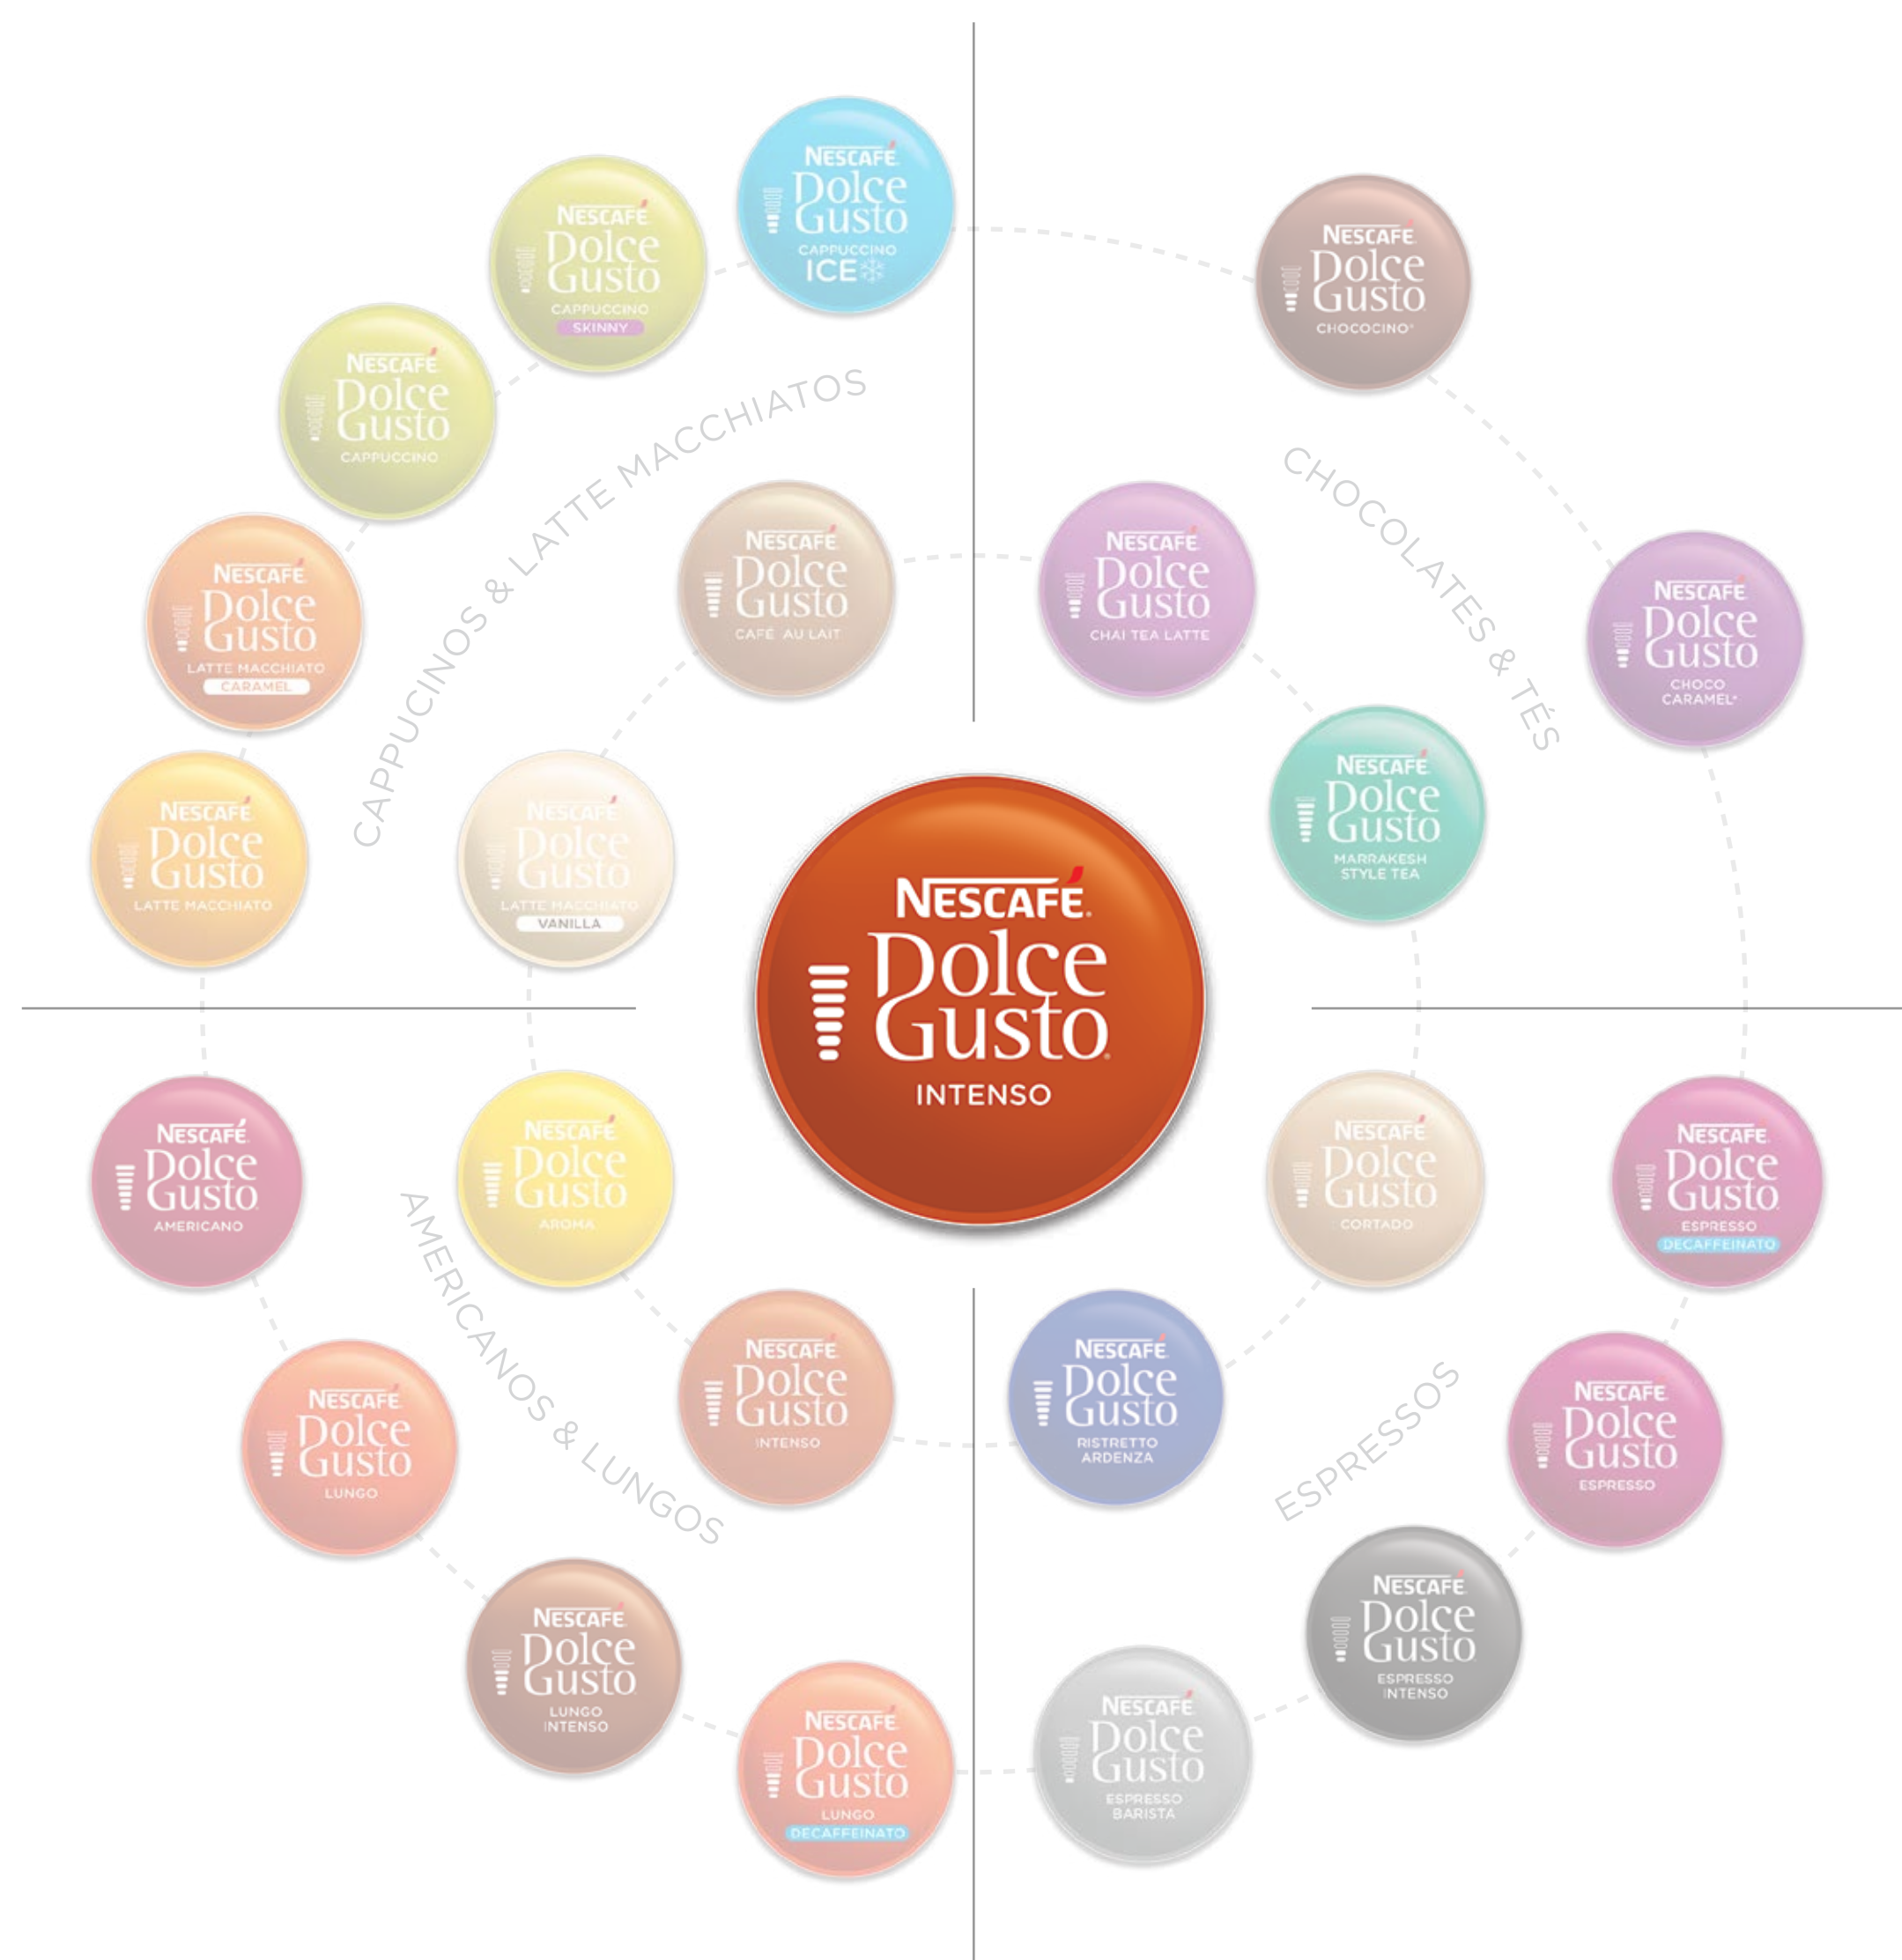 NESCAFÉ
Dolce
Gusto
CAPPUCCINO
ICE
NESCAFÉ
Dolce
Gusto
CAPPUCCINO
SKINNY
NESCAFÉ
Dolce
Gusto
CAPPUCCINO
NESCAFÉ
Dolce
Gusto
LATTE MACCHIATO
CARAMEL
NESCAFÉ
Dolce
Gusto
LATTE MACCHIATO
CAPPUCINOS & LATTE MACCHIATOS
NESCAFÉ
Dolce
Gusto
CAFÉ AU LAIT
NESCAFÉ
Dolce
Gusto
LATTE MACCHIATO
VANILLA
NESCAFÉ
Dolce
Gusto
CHOCOCINO*
NESCAFÉ
Dolce
Gusto
CHOCO
CARAMEL*
CHOCOLATES & TÉS
NESCAFÉ
Dolce
Gusto
CHAI TEA LATTE
NESCAFÉ
Dolce
Gusto
MARRAKESH
STYLE TEA
NESCAFÉ®
Dolce
Gusto®
INTENSO
NESCAFÉ
Dolce
Gusto
AMERICANO
NESCAFÉ
Dolce
Gusto
AROMA
NESCAFÉ
Dolce
Gusto
INTENSO
AMERICANOS & LUNGOS
NESCAFÉ
Dolce
Gusto
LUNGO
NESCAFÉ
Dolce
Gusto
LUNGO
INTENSO
NESCAFÉ
Dolce
Gusto
LUNGO
DECAFFEINATO
NESCAFÉ
Dolce
Gusto
CORTADO
NESCAFÉ
Dolce
Gusto
ESPRESSO
DECAFFEINATO
NESCAFÉ
Dolce
Gusto
RISTRETTO
ARDENZA
ESPRESSOS
NESCAFÉ
Dolce
Gusto
ESPRESSO
NESCAFÉ
Dolce
Gusto
ESPRESSO
INTENSO
NESCAFÉ
Dolce
Gusto
ESPRESSO
BARISTA